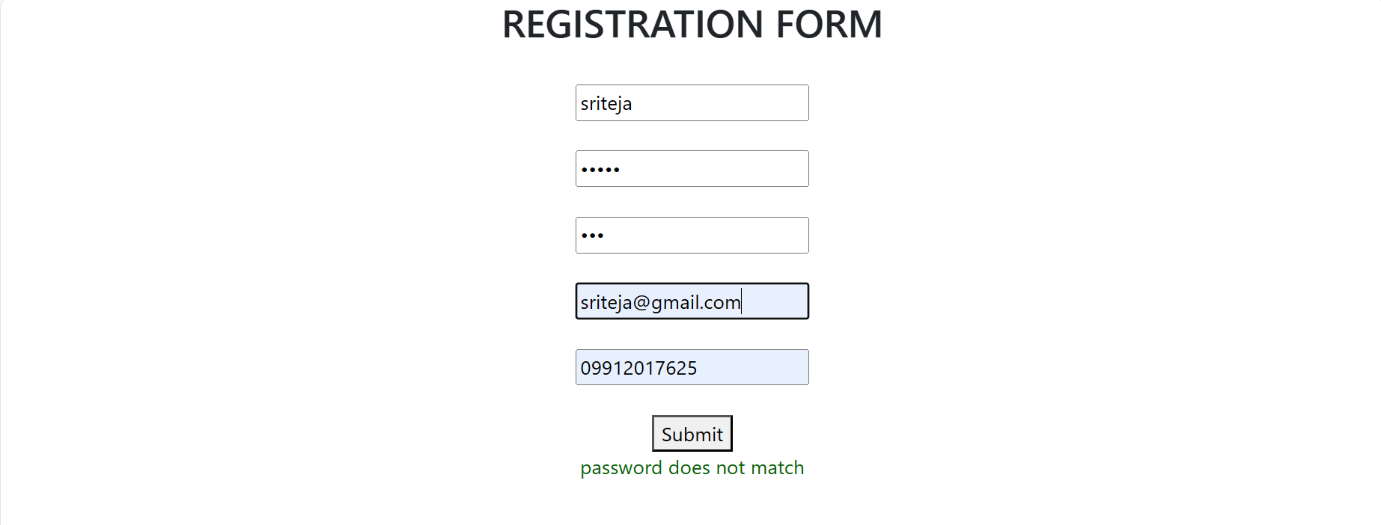 REGISTRATION FORM
sriteja
•••••
•••
sriteja@gmail.com
09912017625
Submit
password does not match